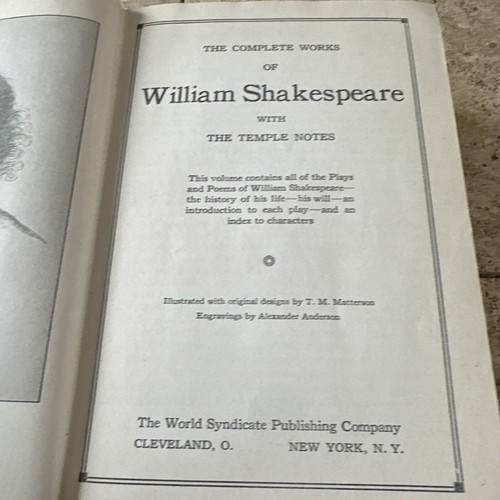 THE COMPLETE WORKS
OF
William Shakespeare
WITH
THE TEMPLE NOTES
This volume contains all of the Plays
and Poems of William Shakespeare—
the history of his life—his will—an
introduction to each play—and an
index to characters
Illustrated with original designs by T. M. Matterson
Engravings by Alexander Anderson
The World Syndicate Publishing Company
CLEVELAND, O. NEW YORK, N. Y.